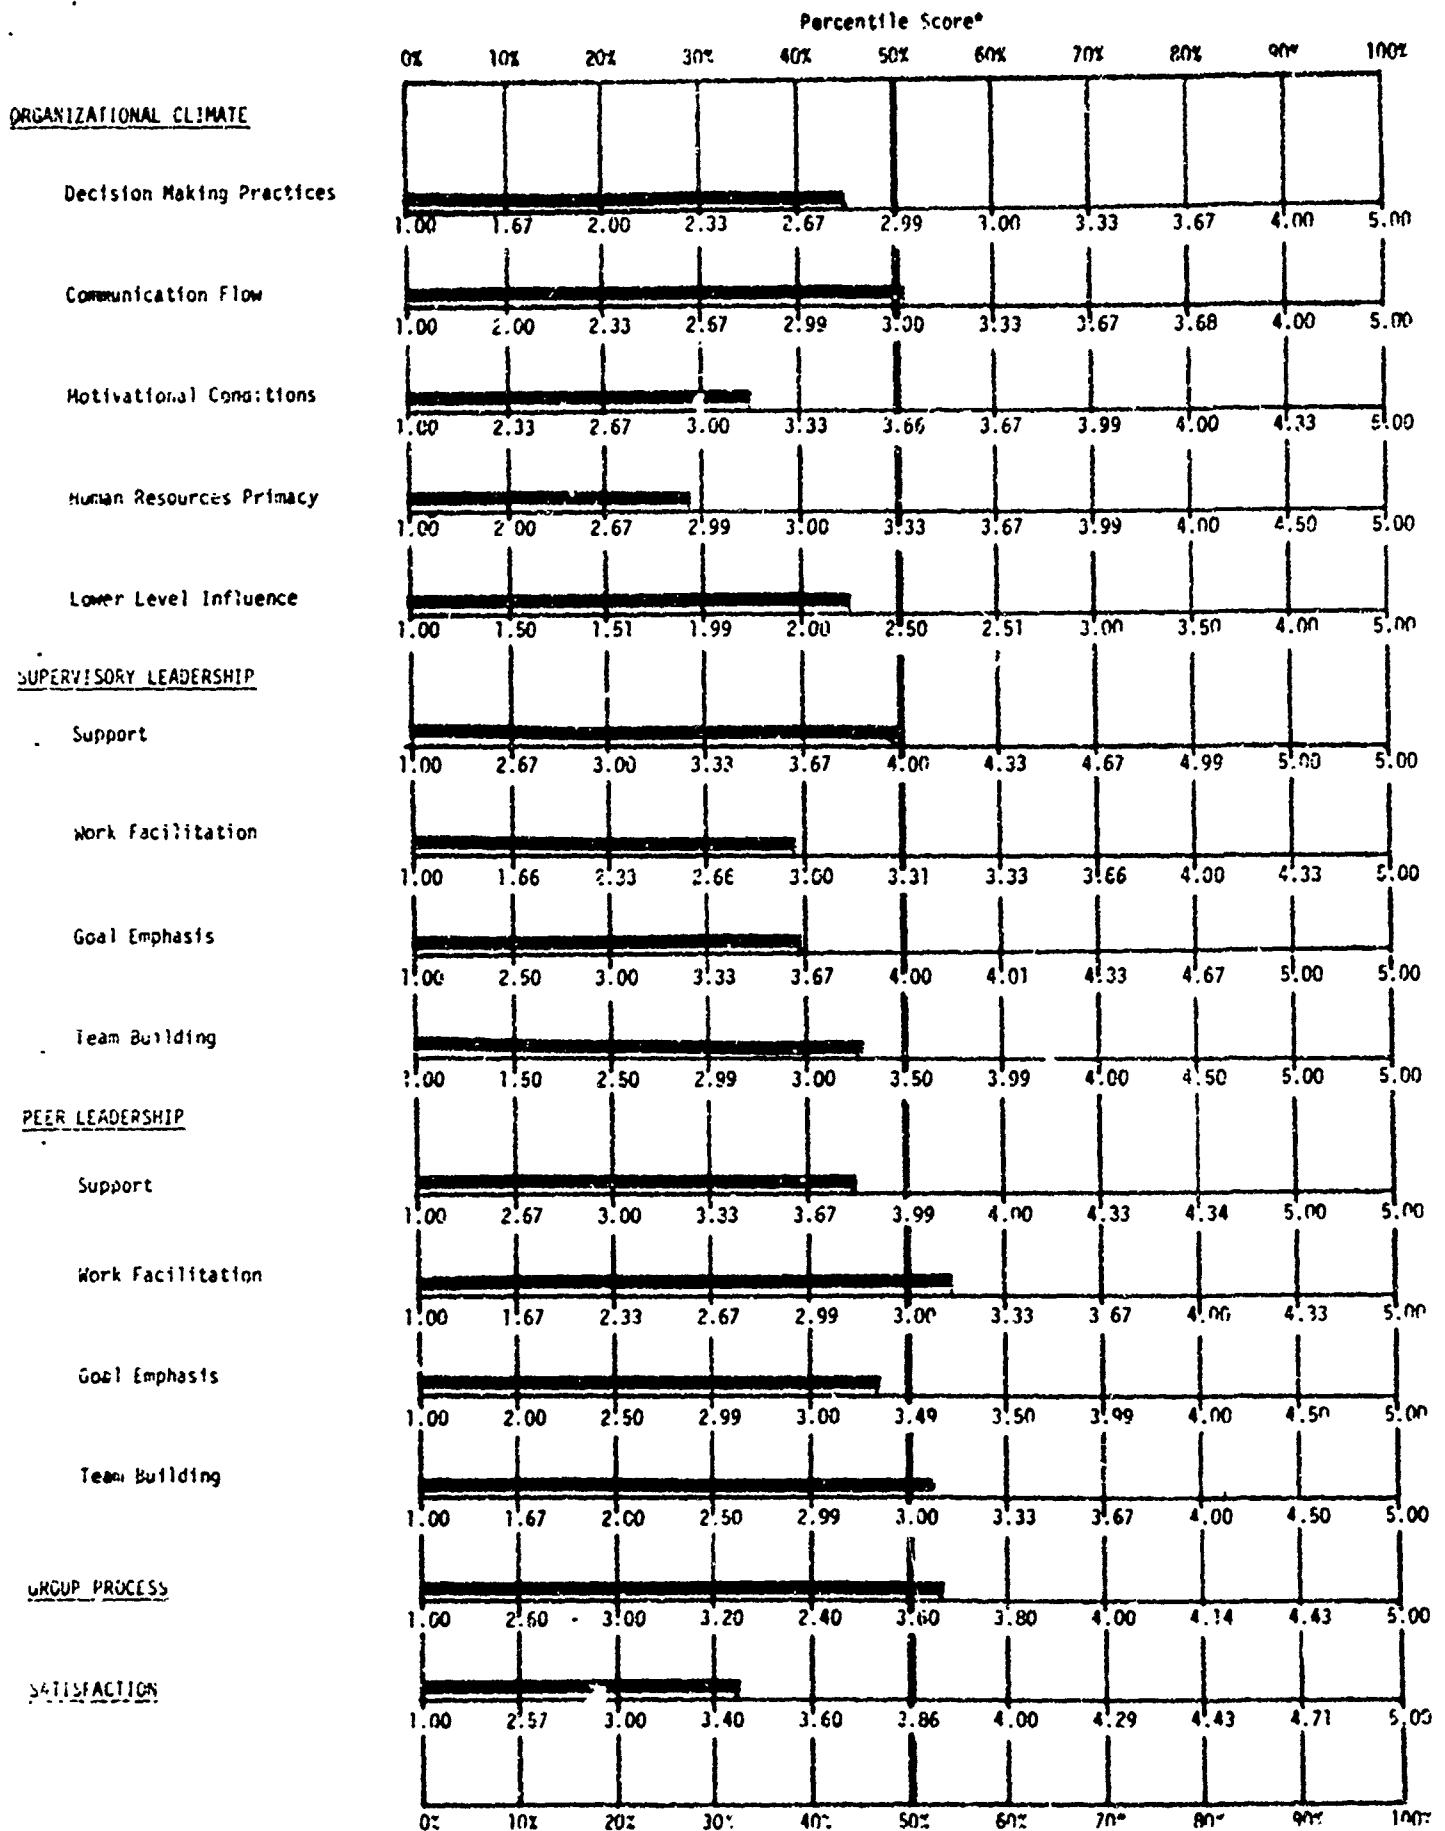 Percentile Score*
0% 10% 20% 30% 40% 50% 60% 70% 80% 90% 100%
ORGANIZATIONAL CLIMATE
Decision Making Practices
1.00 1.67 2.00 2.33 2.67 2.99 3.00 3.33 3.67 4.00 5.00
Communication Flow
1.00 2.00 2.33 2.67 2.99 3.00 3.33 3.67 3.68 4.00 5.00
Motivational Conditions
1.00 2.33 2.67 3.00 3.33 3.66 3.67 3.99 4.00 4.33 5.00
Human Resources Primacy
1.00 2.00 2.67 2.99 3.00 3.33 3.67 3.99 4.00 4.50 5.00
Lower Level Influence
1.00 1.50 1.51 1.99 2.00 2.50 2.51 3.00 3.50 4.00 5.00
SUPERVISORY LEADERSHIP
Support
1.00 2.67 3.00 3.33 3.67 4.00 4.33 4.67 4.99 5.00 5.00
Work Facilitation
1.00 1.66 2.33 2.66 3.00 3.31 3.33 3.66 4.00 4.33 5.00
Goal Emphasis
1.00 2.50 3.00 3.33 3.67 4.00 4.01 4.33 4.67 5.00 5.00
Team Building
1.00 1.50 2.50 2.99 3.00 3.50 3.99 4.00 4.50 5.00 5.00
PEER LEADERSHIP
Support
1.00 2.67 3.00 3.33 3.67 3.99 4.00 4.33 4.34 5.00 5.00
Work Facilitation
1.00 1.67 2.33 2.67 2.99 3.00 3.33 3.67 4.00 4.33 5.00
Goal Emphasis
1.00 2.00 2.50 2.99 3.00 3.49 3.50 3.99 4.00 4.50 5.00
Team Building
1.00 1.67 2.00 2.50 2.99 3.00 3.33 3.67 4.00 4.50 5.00
GROUP PROCESS
1.00 2.60 3.00 3.20 2.40 3.60 3.80 4.00 4.14 4.43 5.00
SATISFACTION
1.00 2.57 3.00 3.40 3.60 3.86 4.00 4.29 4.43 4.71 5.00
0% 10% 20% 30% 40% 50% 60% 70% 80% 90% 100%